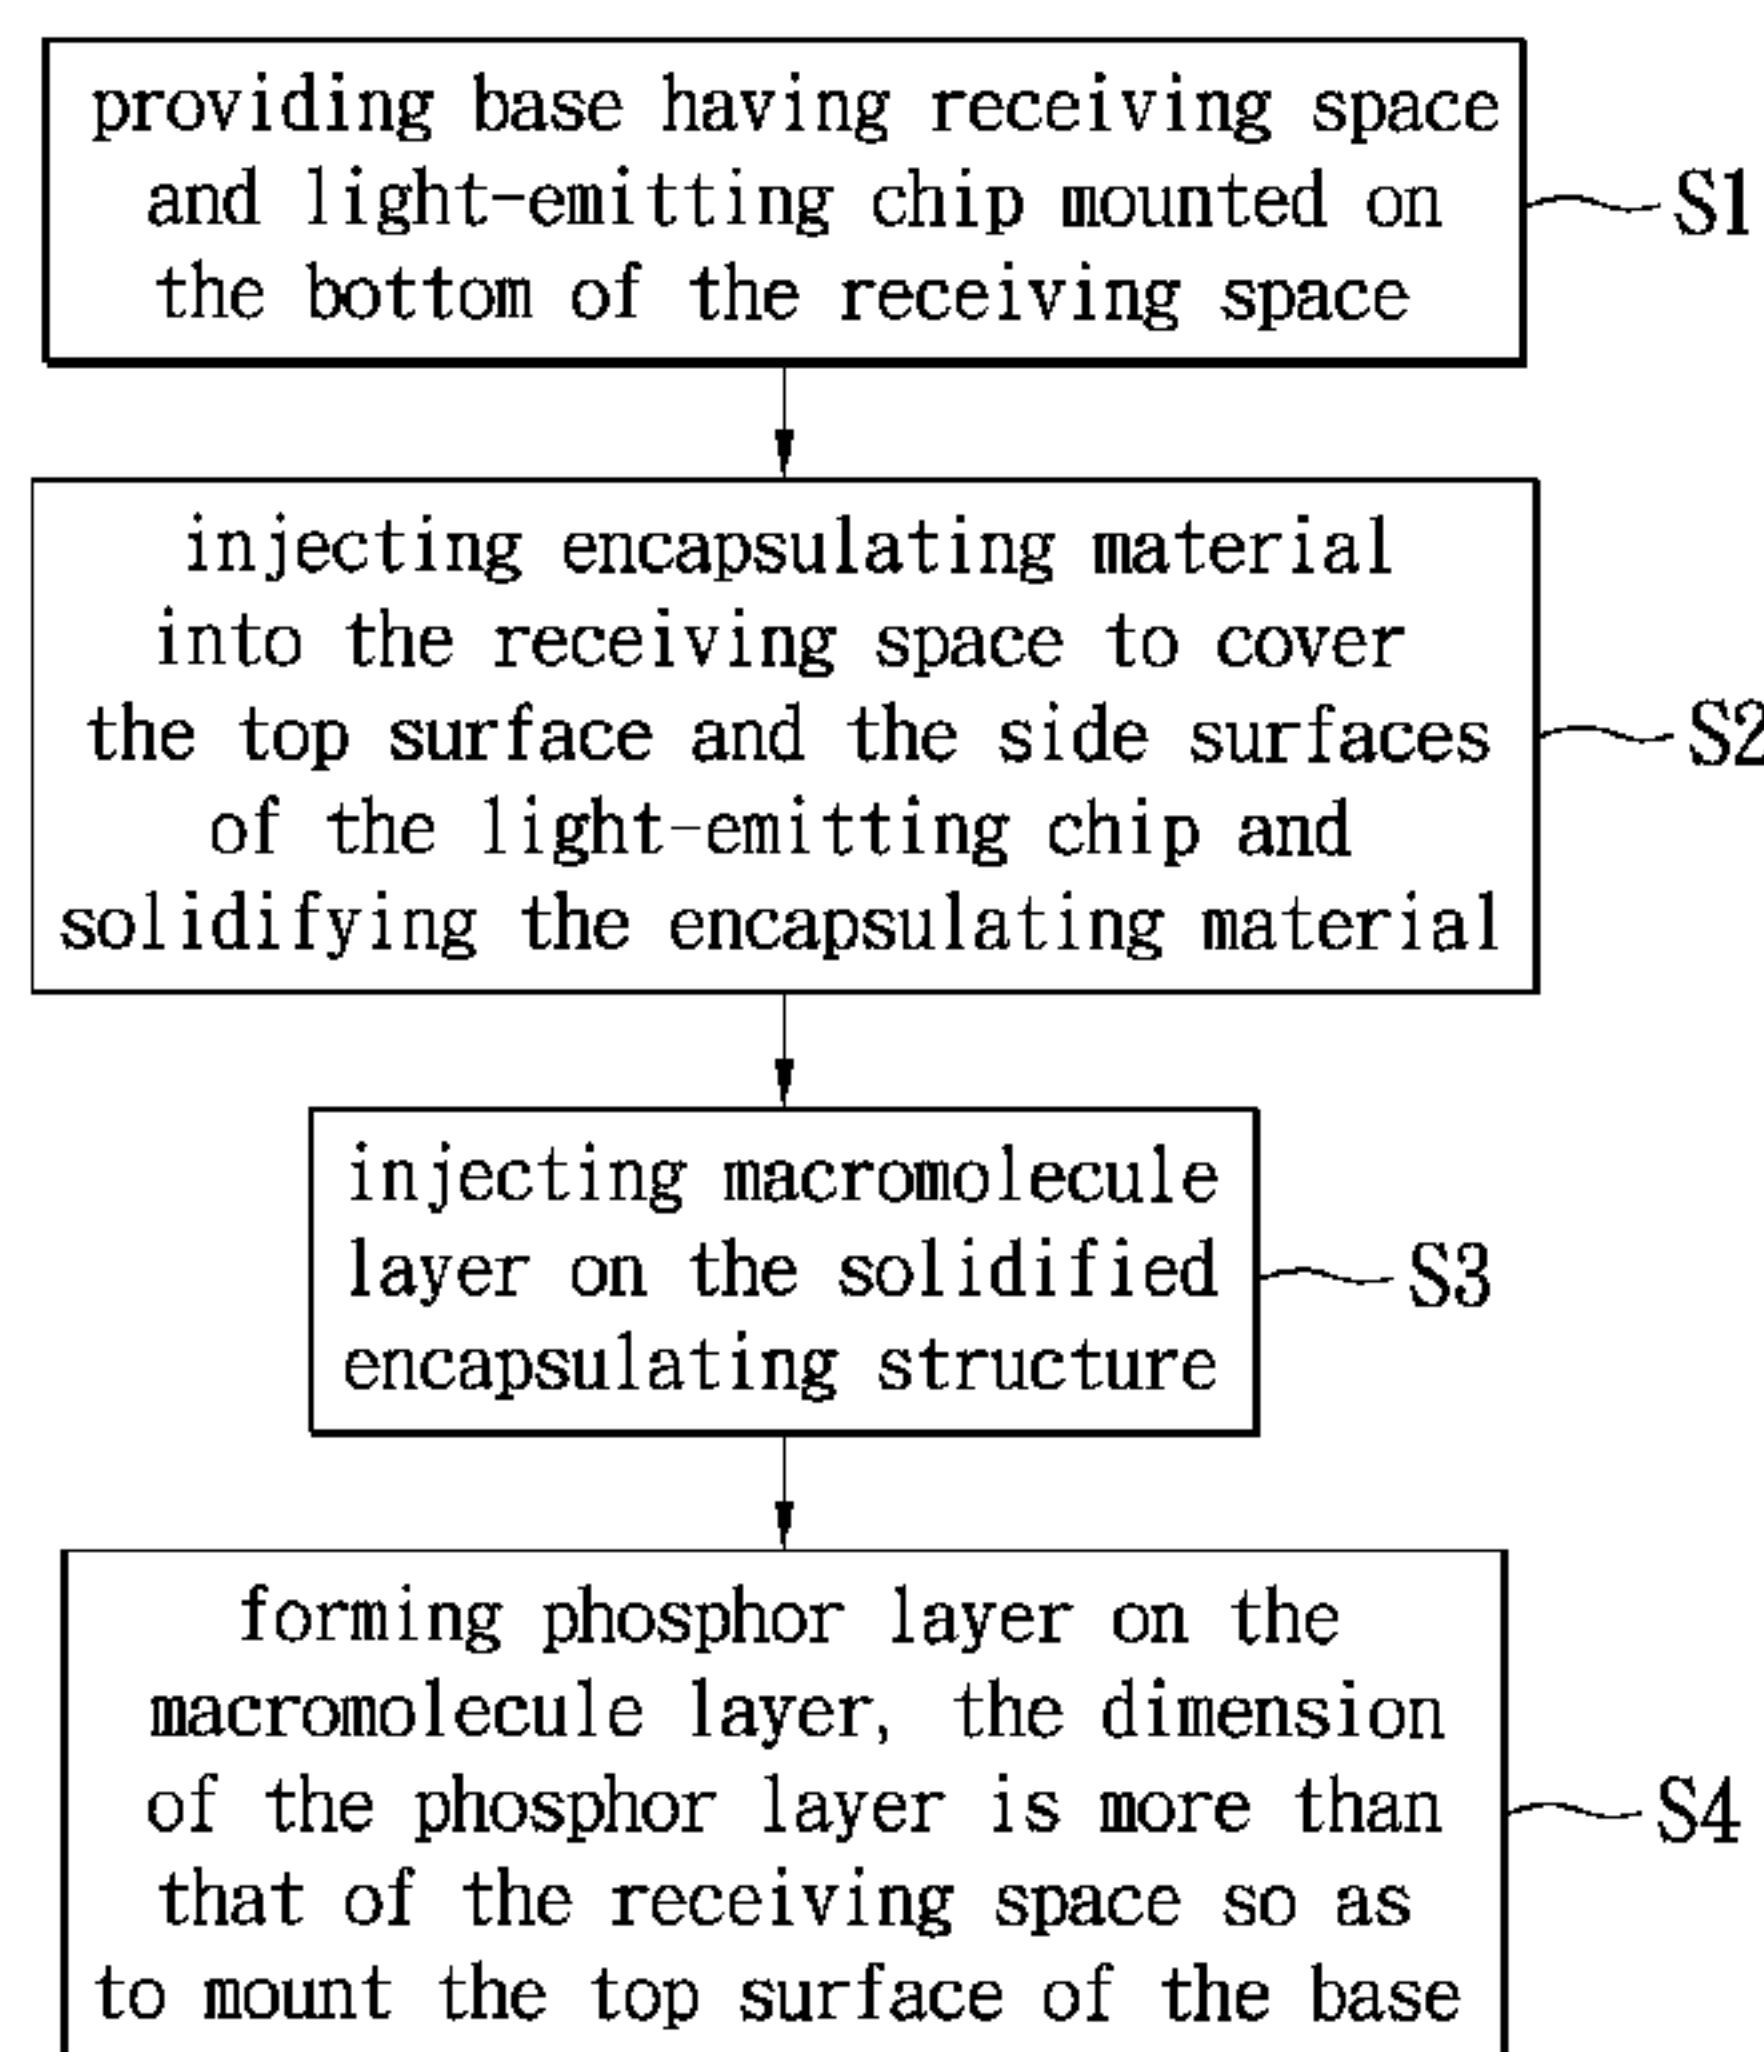 providing base having receiving space
and light-emitting chip mounted on
the bottom of the receiving space
S1
injecting encapsulating material
into the receiving space to cover
the top surface and the side surfaces
of the light-emitting chip and
solidifying the encapsulating material
S2
injecting macromolecule
layer on the solidified
encapsulating structure
S3
forming phosphor layer on the
macromolecule layer, the dimension
of the phosphor layer is more than
that of the receiving space so as
to mount the top surface of the base
S4